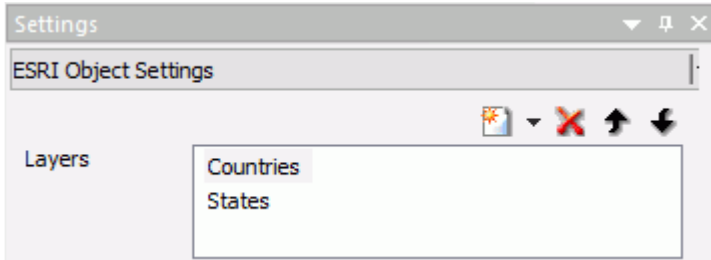 Settings
ESRI Object Settings
Layers
Countries
States